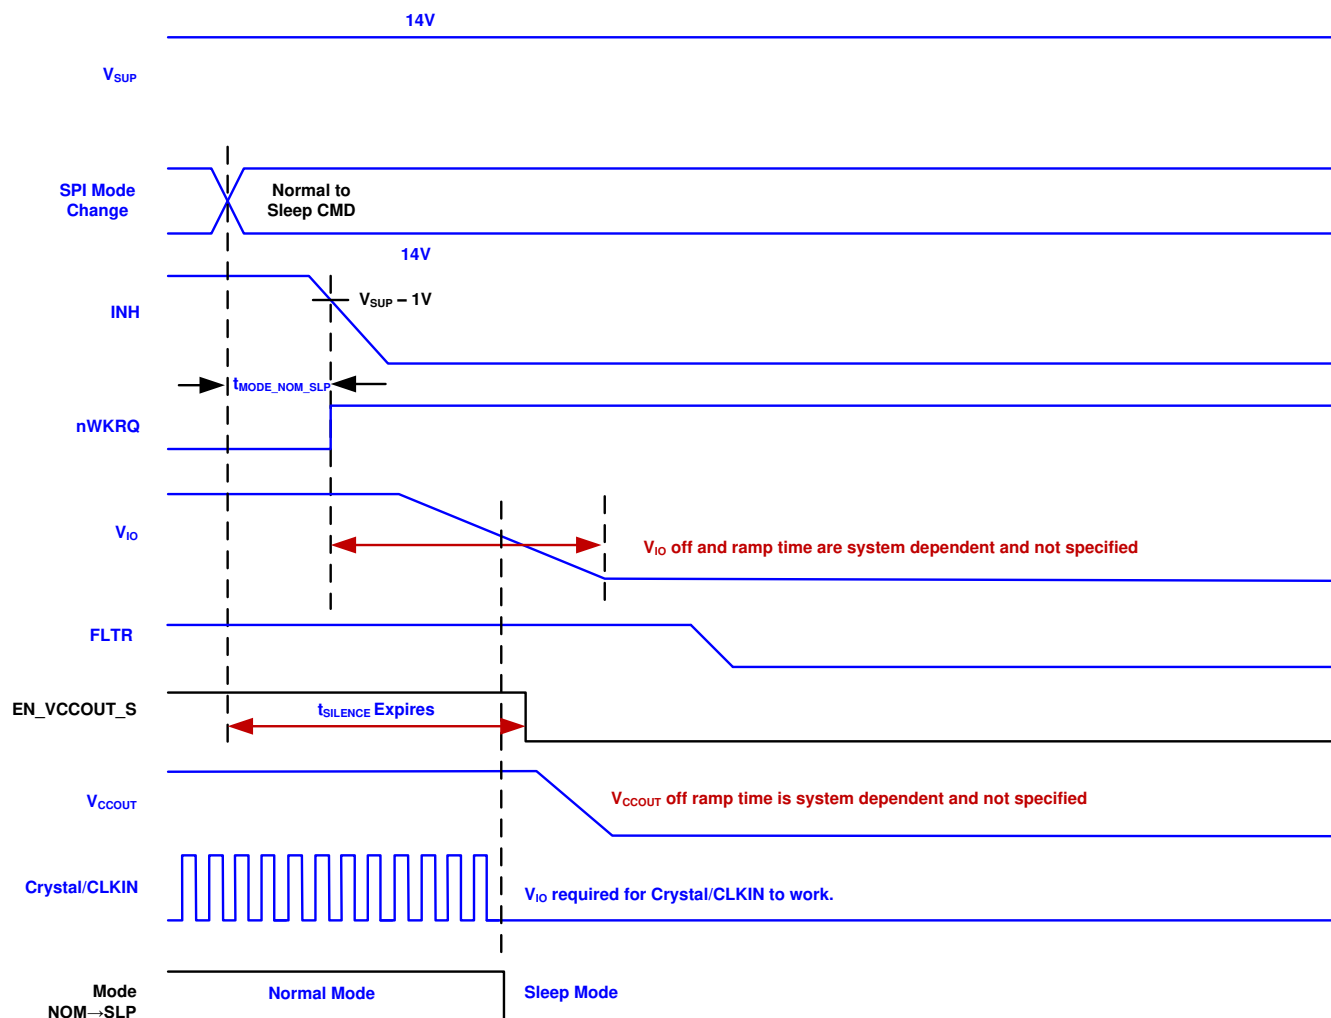 14V
VSUP
SPI Mode
Change
Normal to
Sleep CMD
14V
INH
VSUP – 1V
tMODE_NOM_SLP
nWKRQ
VIO
VIO off and ramp time are system dependent and not specified
FLTR
EN_VCCOUT_S
tSILENCE Expires
VCCOUT
VCCOUT off ramp time is system dependent and not specified
Crystal/CLKIN
VIO required for Crystal/CLKIN to work.
Mode
NOM→SLP
Normal Mode
Sleep Mode